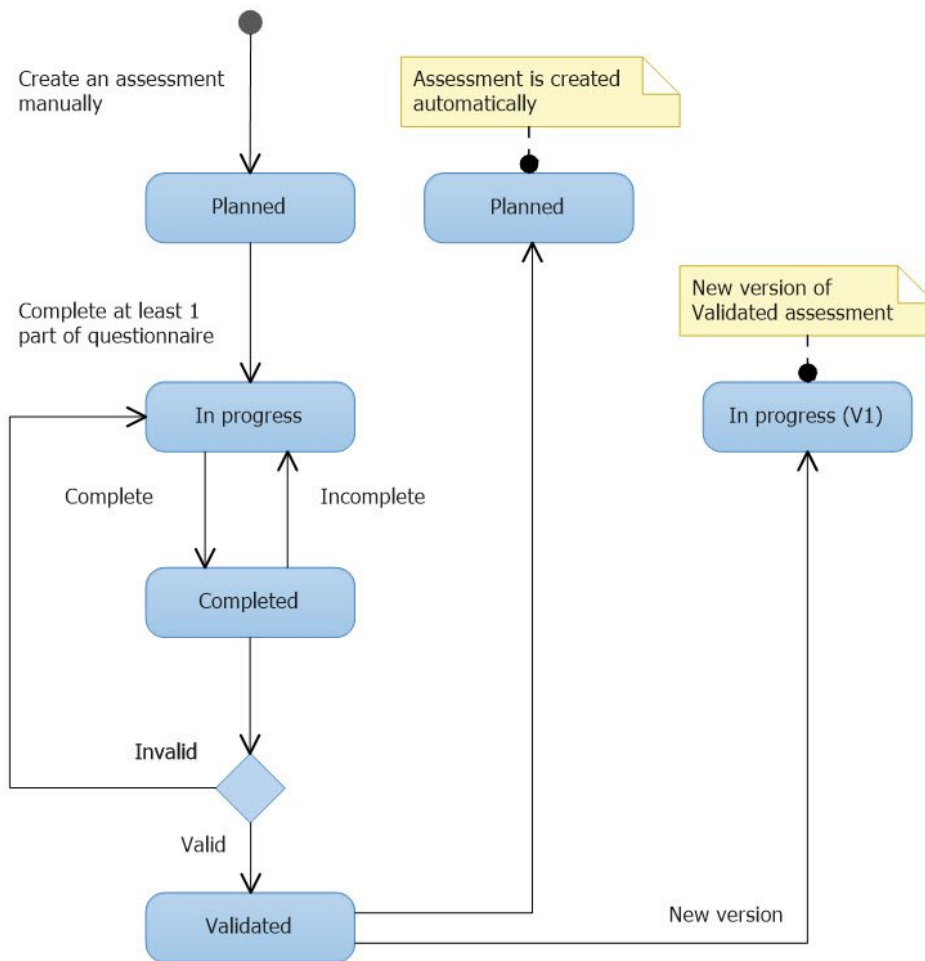 Create an assessment
manually
Assessment is created
automatically
Planned
Planned
New version of
Validated assessment
Complete at least 1
part of questionnaire
In progress
In progress (V1)
Complete
Incomplete
Completed
Invalid
Valid
Validated
New version